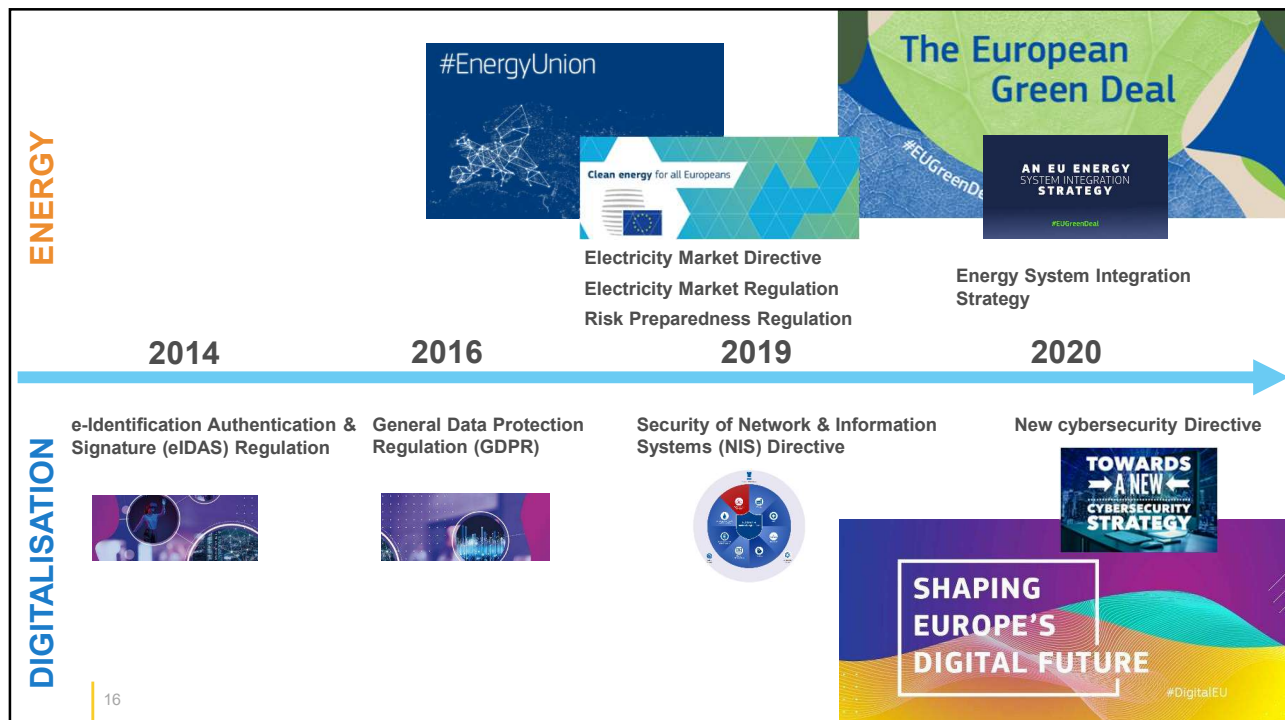 ENERGY
#EnergyUnion
The European
Green Deal
#EUGreenDe
Clean energy for all Europeans
AN EU ENERGY
SYSTEM INTEGRATION
STRATEGY
#EUGreenDeal
Electricity Market Directive
Electricity Market Regulation
Risk Preparedness Regulation
Energy System Integration
Strategy
2014
2016
2019
2020
DIGITALISATION
e-Identification Authentication &
Signature (eIDAS) Regulation
General Data Protection
Regulation (GDPR)
Security of Network & Information
Systems (NIS) Directive
New cybersecurity Directive
TOWARDS
A NEW
CYBERSECURITY
STRATEGY
SHAPING
EUROPE'S
DIGITAL FUTURE
#DigitalEU
16